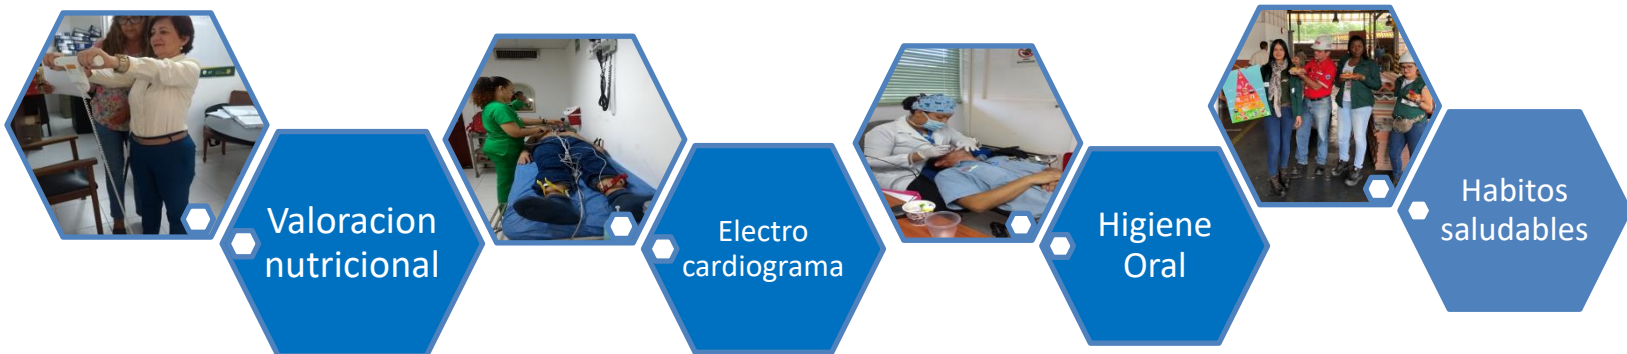 Valoracion
nutricional
Electro
cardiograma
Higiene
Oral
Habitos
saludables